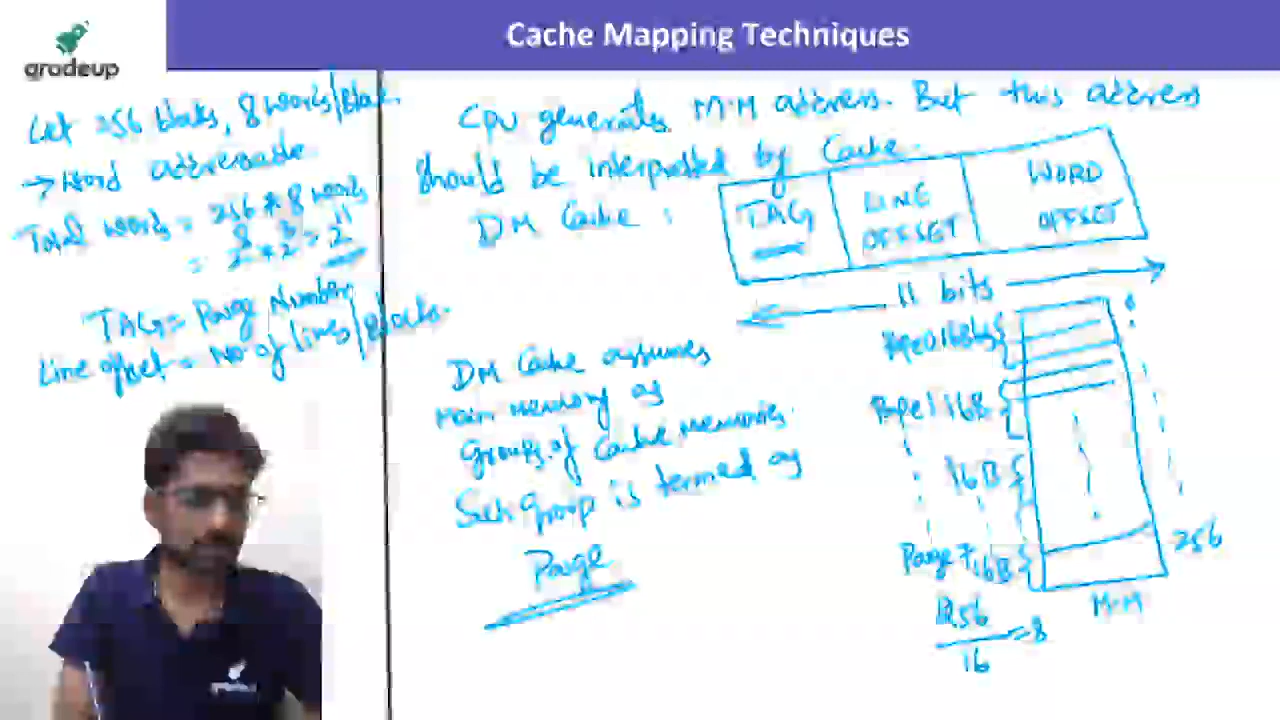 Cache Mapping Techniques
gradeup
Let 256 blocks, 8 words/Block.
→ Word addressable
Total words = 256 * 8 words
= 2^8 * 2^3 = 2^11
TAG = Page Number
Line offset = No of lines/Blocks.
CPU generates M.M address. But this address
should be interpreted by Cache.
DM Cache :
TAG
LINE OFFSET
WORD OFFSET
11 bits
DM Cache assumes
Main memory as
Groups of Cache Memories.
Such group is termed as
Page
Page 0 16B
Page 1 16B
16B
Page 7 16B
0
1
256
M.M
256/16 = 8